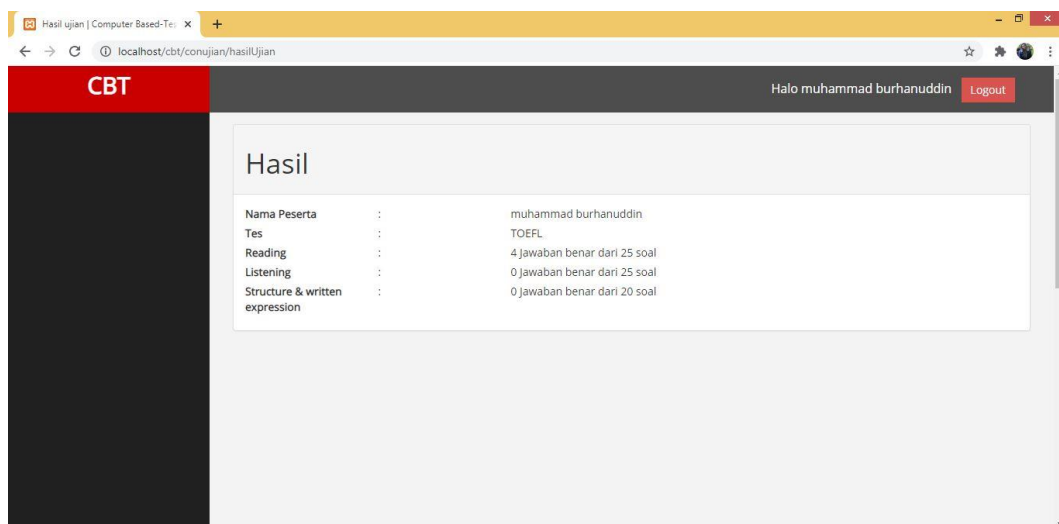 Hasil ujian | Computer Based-Te
localhost/cbt/conujian/hasilUjian
CBT
Halo muhammad burhanuddin Logout
Hasil
Nama Peserta : muhammad burhanuddin
Tes : TOEFL
Reading : 4 Jawaban benar dari 25 soal
Listening : 0 Jawaban benar dari 25 soal
Structure & written : 0 Jawaban benar dari 20 soal
expression